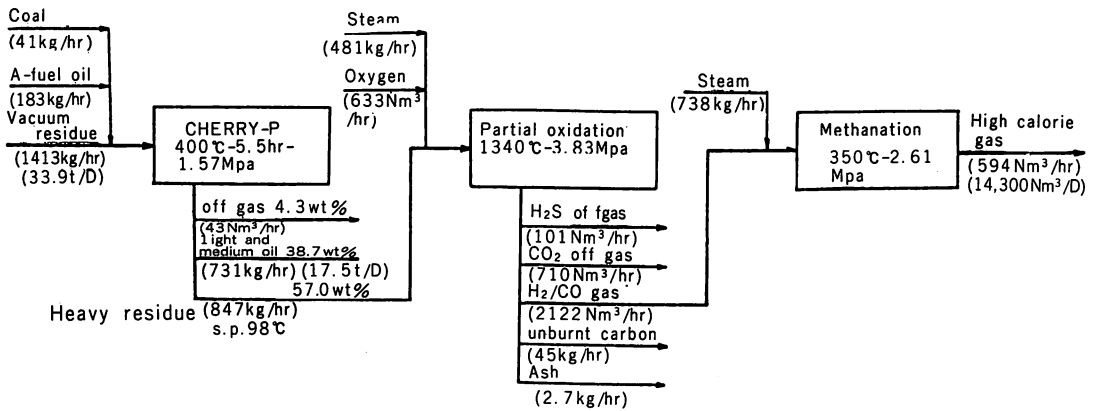 Coal
(41kg/hr)
A-fuel oil
(183kg/hr)
Vacuum
residue
(1413kg/hr)
(33.9t/D)
CHERRY-P
400℃-5.5hr-
1.57Mpa
off gas 4.3wt%
(43Nm³/hr)
light and
medium oil 38.7wt%
(731kg/hr) (17.5t/D)
57.0wt%
Heavy residue (847kg/hr)
s.p.98℃
Steam
(481kg/hr)
Oxygen
(633Nm³
/hr)
Partial oxidation
1340℃-3.83Mpa
H2S of fgas
(101Nm³/hr)
CO2 off gas
(710Nm³/hr)
H2/CO gas
(2122Nm³/hr)
unburnt carbon
(45kg/hr)
Ash
(2.7kg/hr)
Steam
(738kg/hr)
Methanation
350℃-2.61
Mpa
High calorie
gas
(594Nm³/hr)
(14,300Nm³/D)